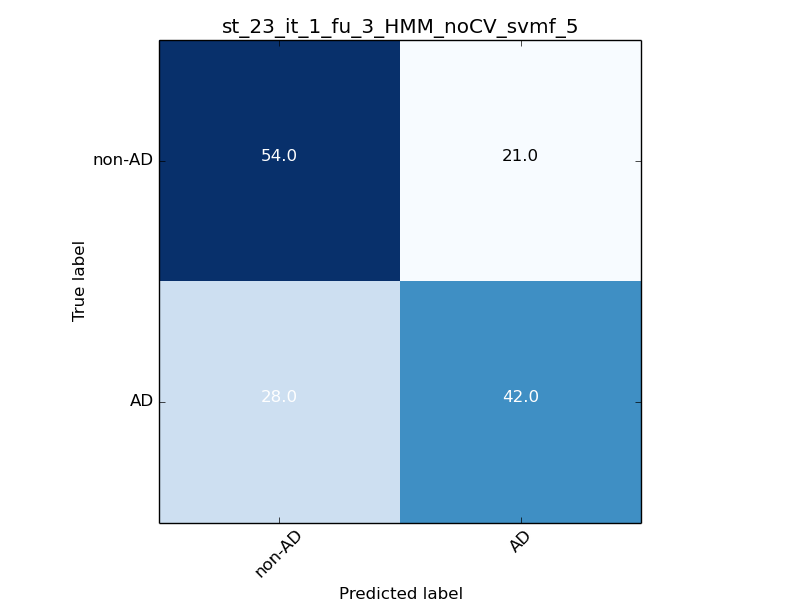 st_23_it_1_fu_3_HMM_noCV_svmf_5
non-AD
54.0
21.0
True label
AD
28.0
42.0
non-AD
AD
Predicted label